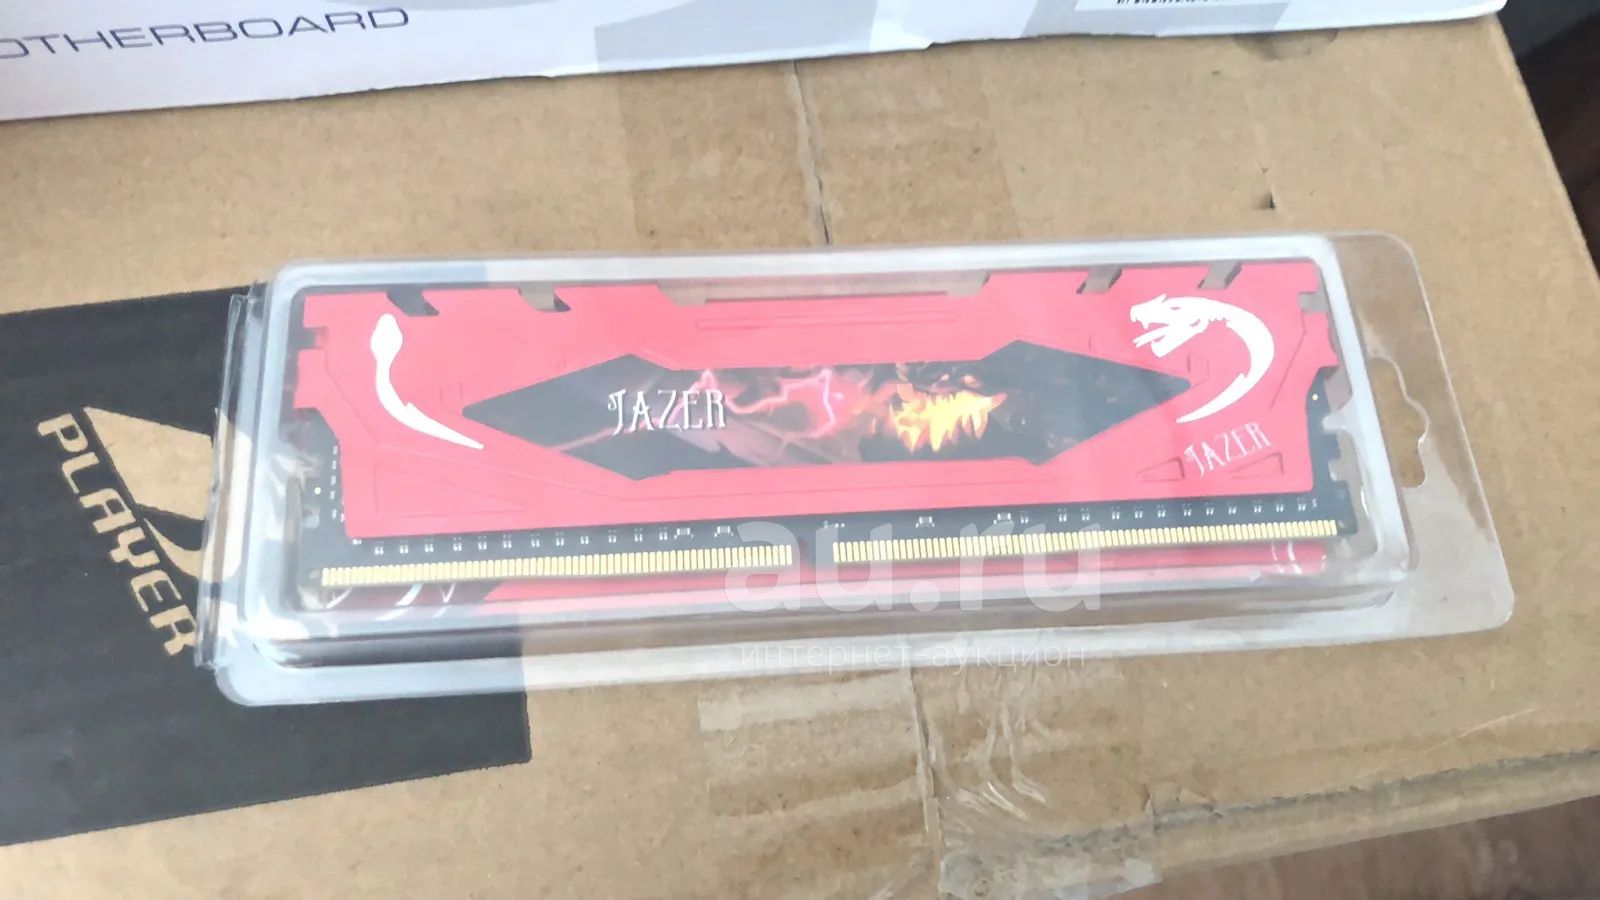 OTHERBOARD
JAZER
JAZER
PLAYER
au.ru
интернет-аукцион